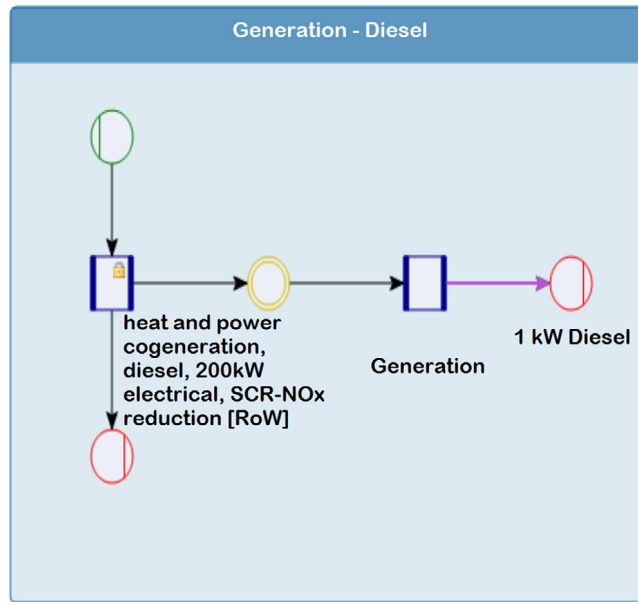 Generation - Diesel
heat and power
cogeneration,
diesel, 200kW
electrical, SCR-NOx
reduction [RoW]
Generation
1 kW Diesel